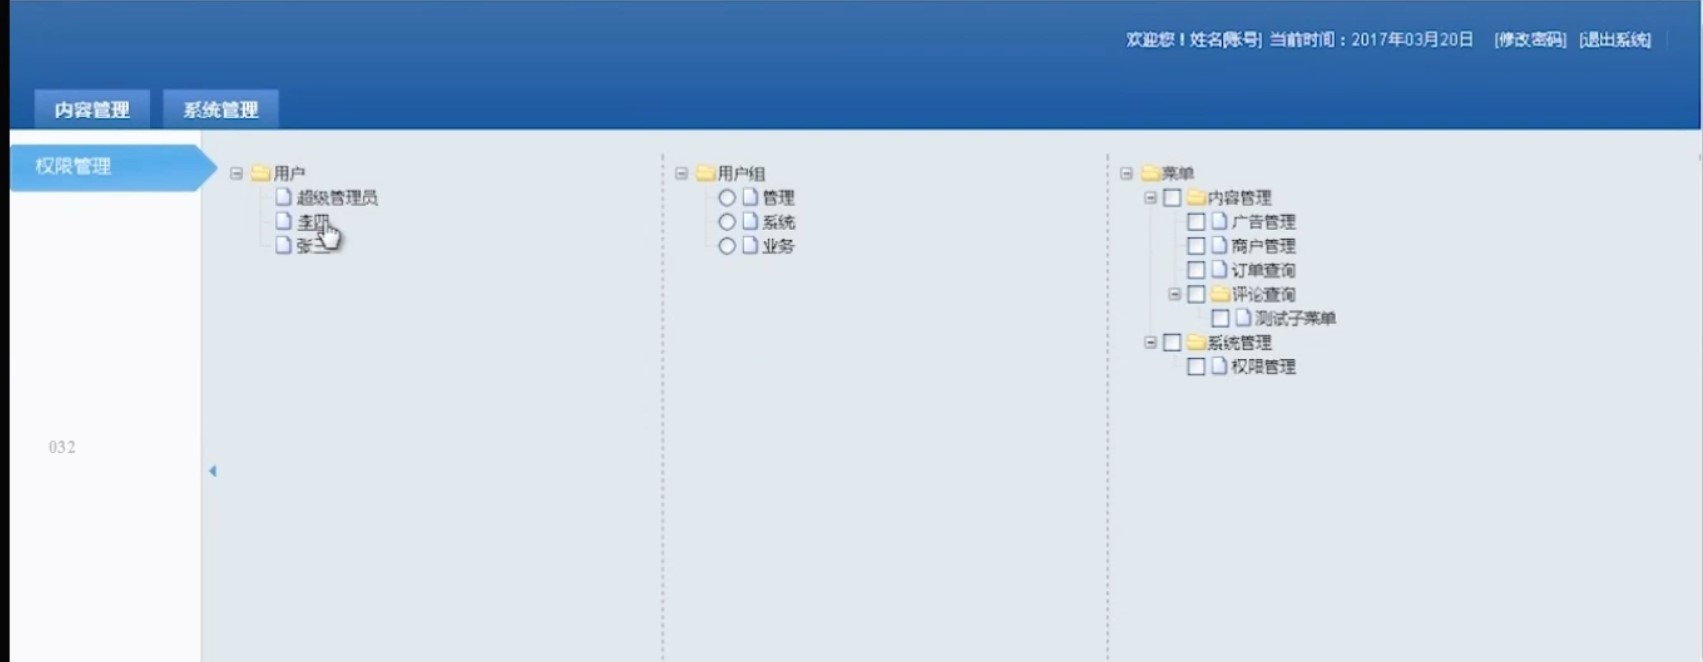 欢迎您！姓名[账号] 当前时间：2017年03月20日 [修改密码] [退出系统]
内容管理 系统管理
权限管理
用户
超级管理员
李四
张三
用户组
管理
系统
业务
菜单
内容管理
广告管理
商户管理
订单查询
评论查询
测试子菜单
系统管理
权限管理
032